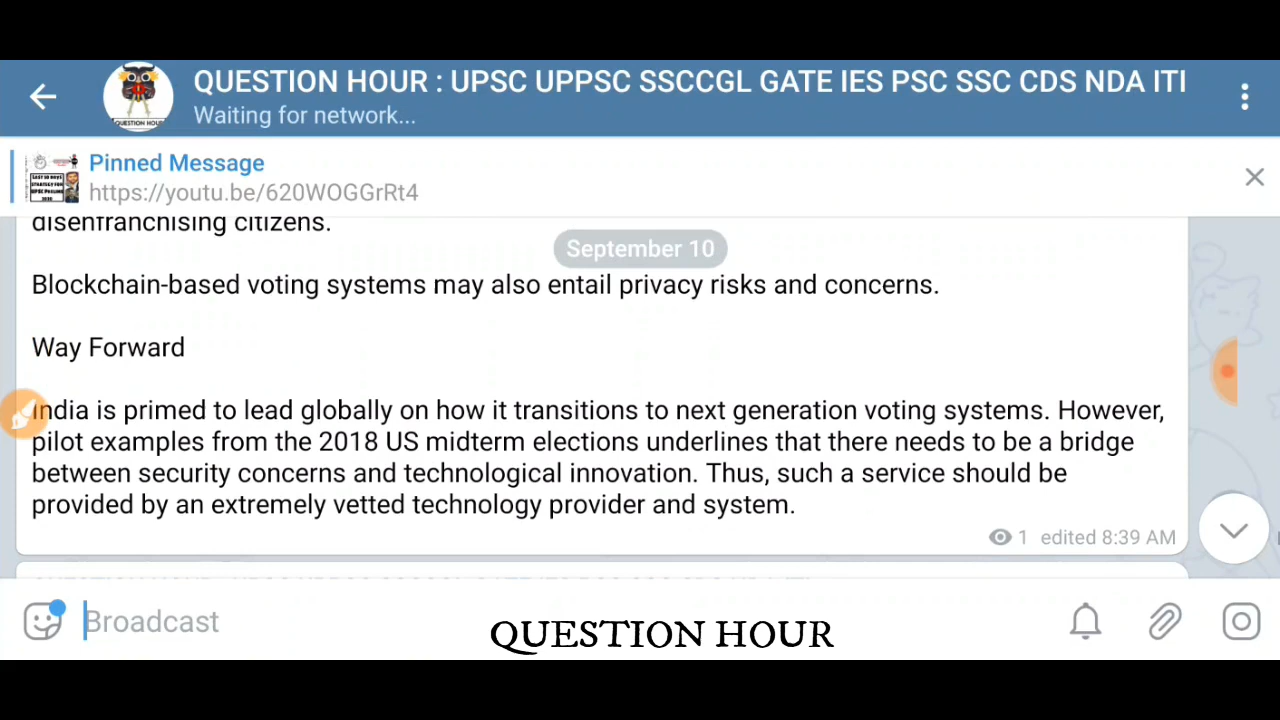 QUESTION HOUR : UPSC UPPSC SSCCGL GATE IES PSC SSC CDS NDA ITI
Waiting for network...
QUESTION HOUR
Pinned Message
https://youtu.be/620WOGGrRt4
disenfranchising citizens.
September 10
Blockchain-based voting systems may also entail privacy risks and concerns.
Way Forward
India is primed to lead globally on how it transitions to next generation voting systems. However,
pilot examples from the 2018 US midterm elections underlines that there needs to be a bridge
between security concerns and technological innovation. Thus, such a service should be
provided by an extremely vetted technology provider and system.
1 edited 8:39 AM
Broadcast
QUESTION HOUR